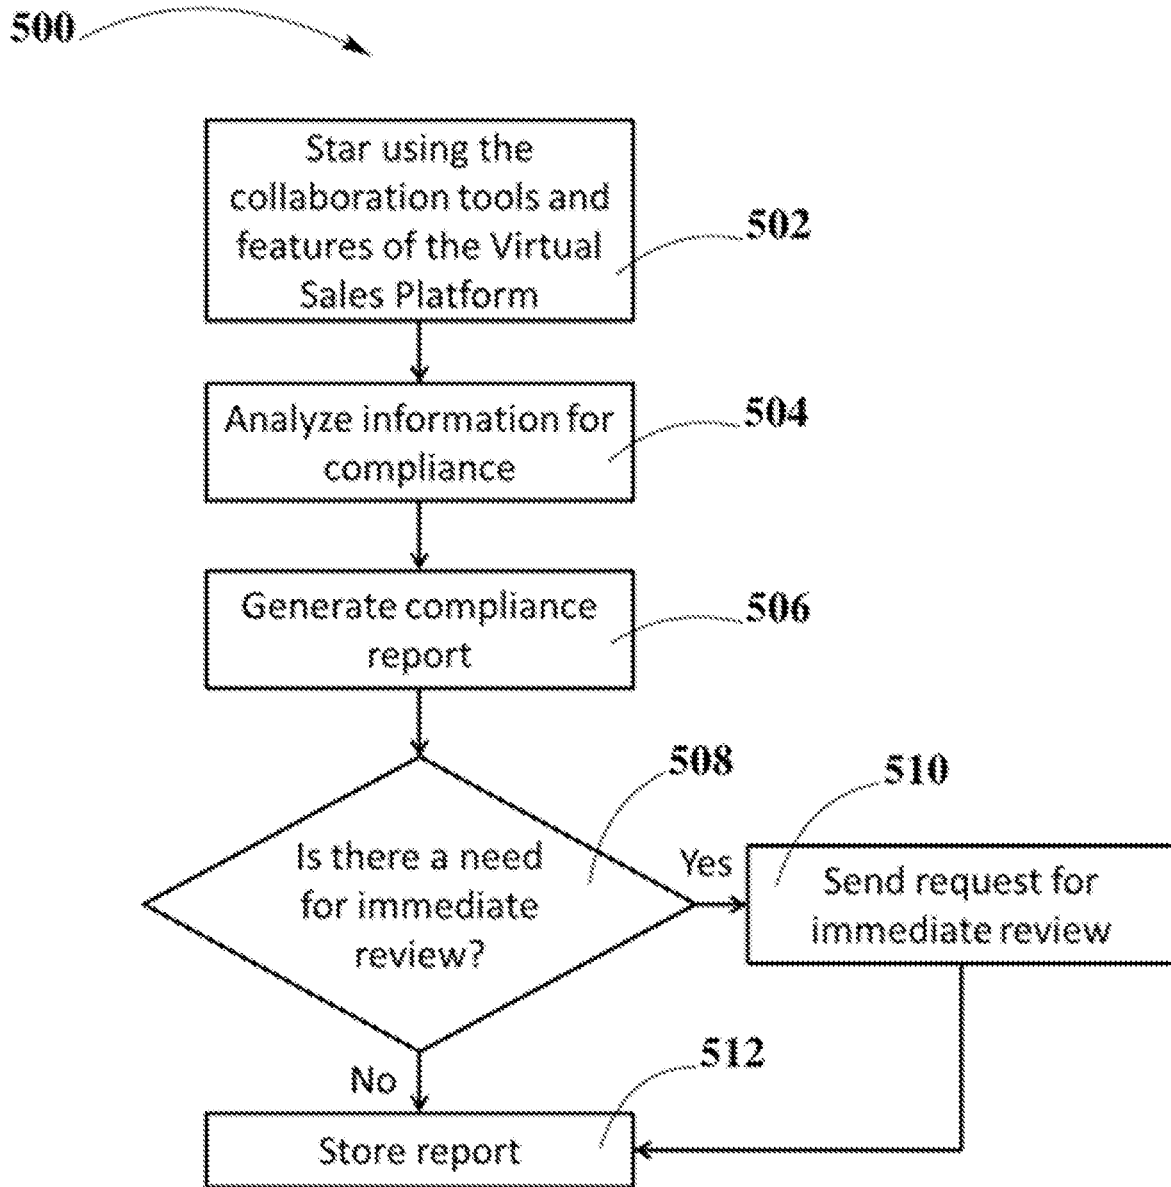 500
Star using the
collaboration tools and
features of the Virtual
Sales Platform
502
Analyze information for
compliance
504
Generate compliance
report
506
Is there a need
for immediate
review?
508
Yes
510
Send request for
immediate review
No
512
Store report